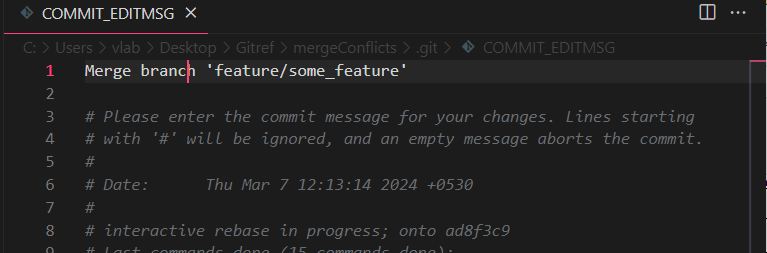 COMMIT_EDITMSG ×
C: > Users > vlab > Desktop > Gitref > mergeConflicts > .git > COMMIT_EDITMSG
1 Merge branch 'feature/some_feature'
2
3 # Please enter the commit message for your changes. Lines starting
4 # with '#' will be ignored, and an empty message aborts the commit.
5 #
6 # Date:      Thu Mar 7 12:13:14 2024 +0530
7 #
8 # interactive rebase in progress; onto ad8f3c9
9 # Last commands done (15 commands done):